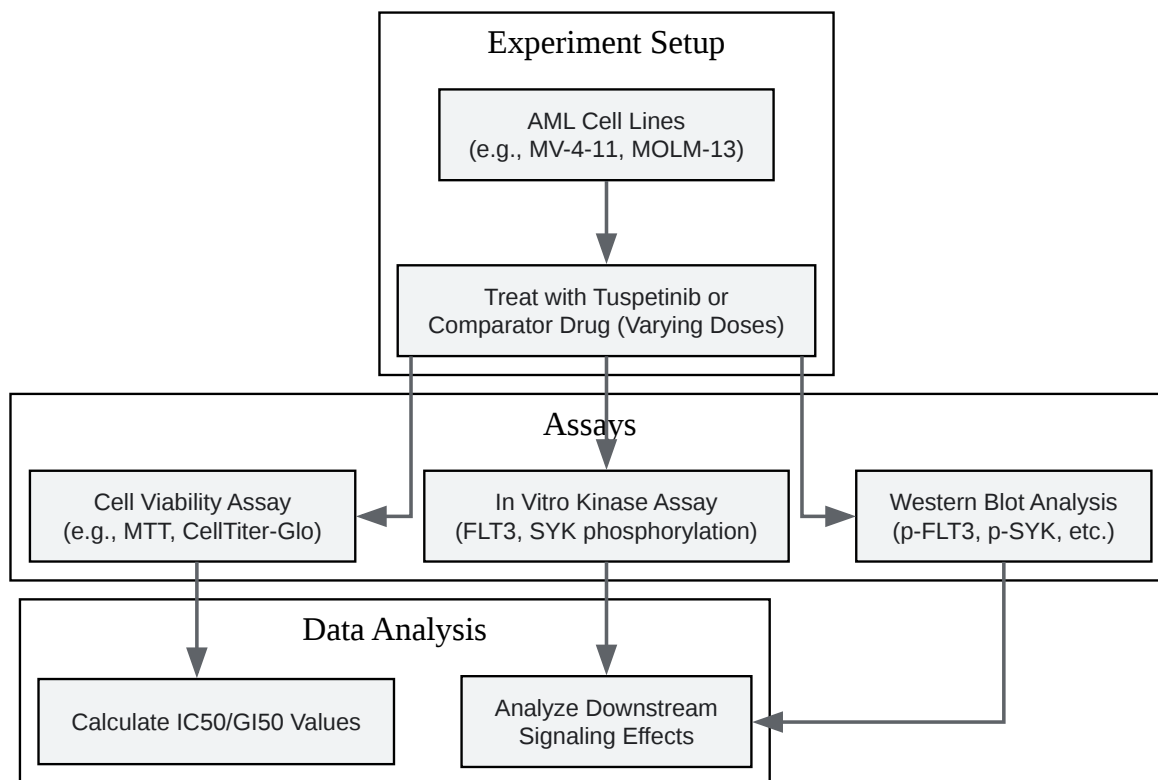 Experiment Setup
AML Cell Lines
(e.g., MV-4-11, MOLM-13)
Treat with Tuspetinib or
Comparator Drug (Varying Doses)
Assays
Cell Viability Assay
(e.g., MTT, CellTiter-Glo)
In Vitro Kinase Assay
(FLT3, SYK phosphorylation)
Western Blot Analysis
(p-FLT3, p-SYK, etc.)
Data Analysis
Calculate IC50/GI50 Values
Analyze Downstream
Signaling Effects